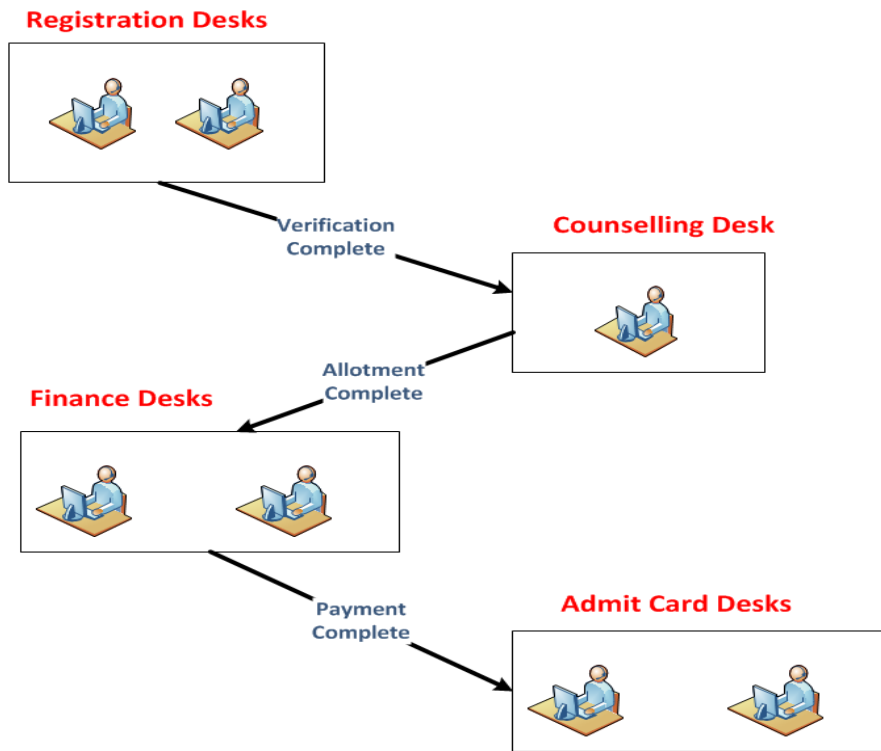 Registration Desks
Verification
Complete
Counselling Desk
Allotment
Complete
Finance Desks
Payment
Complete
Admit Card Desks